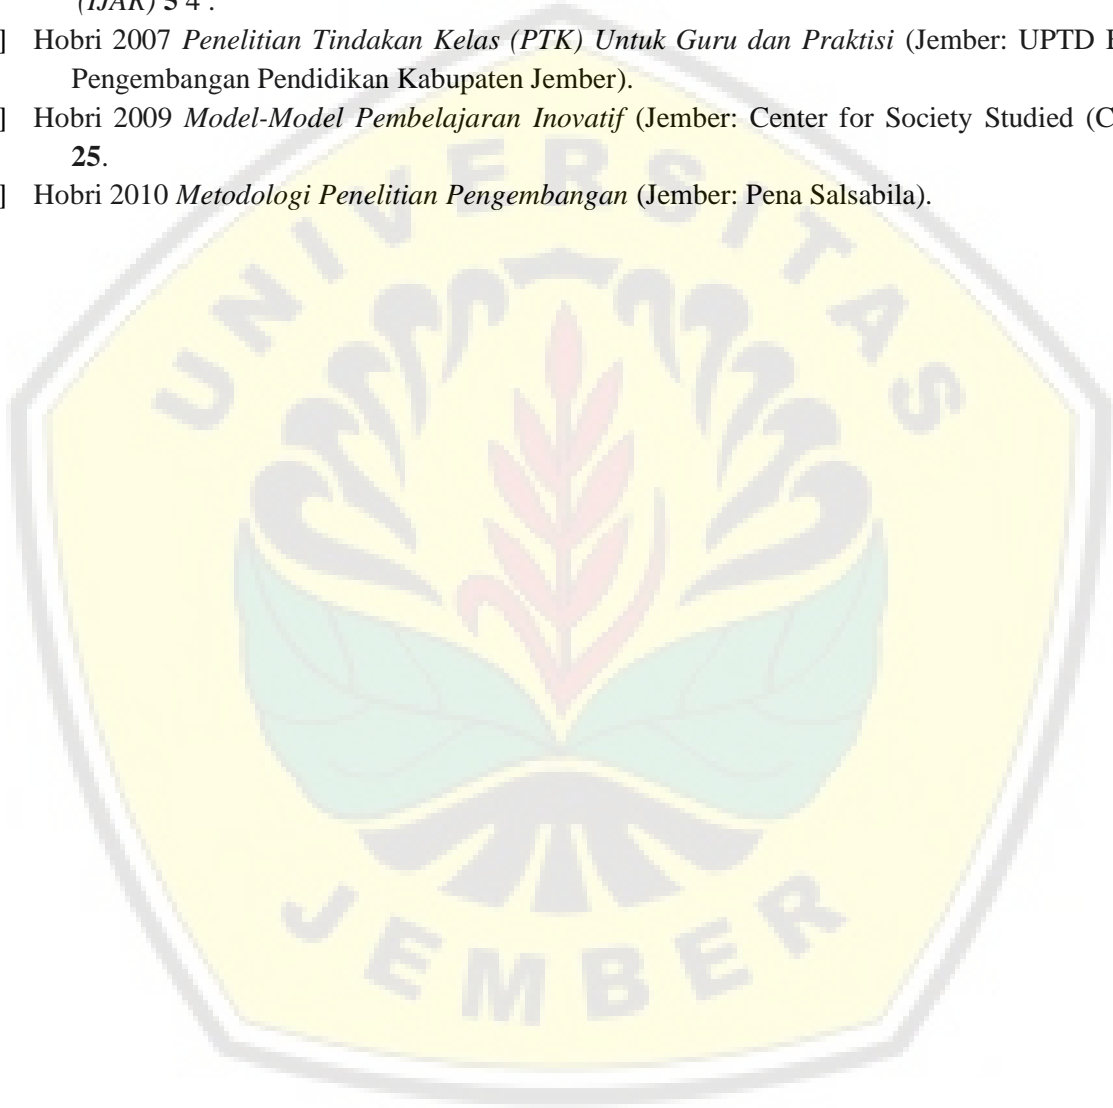 (IJAR) 5 4 .
] Hobri 2007 Penelitian Tindakan Kelas (PTK) Untuk Guru dan Praktisi (Jember: UPTD
Pengembangan Pendidikan Kabupaten Jember).
] Hobri 2009 Model-Model Pembelajaran Inovatif (Jember: Center for Society Studied
25.
] Hobri 2010 Metodologi Penelitian Pengembangan (Jember: Pena Salsabila).
UNIVERSITAS
JEMBER